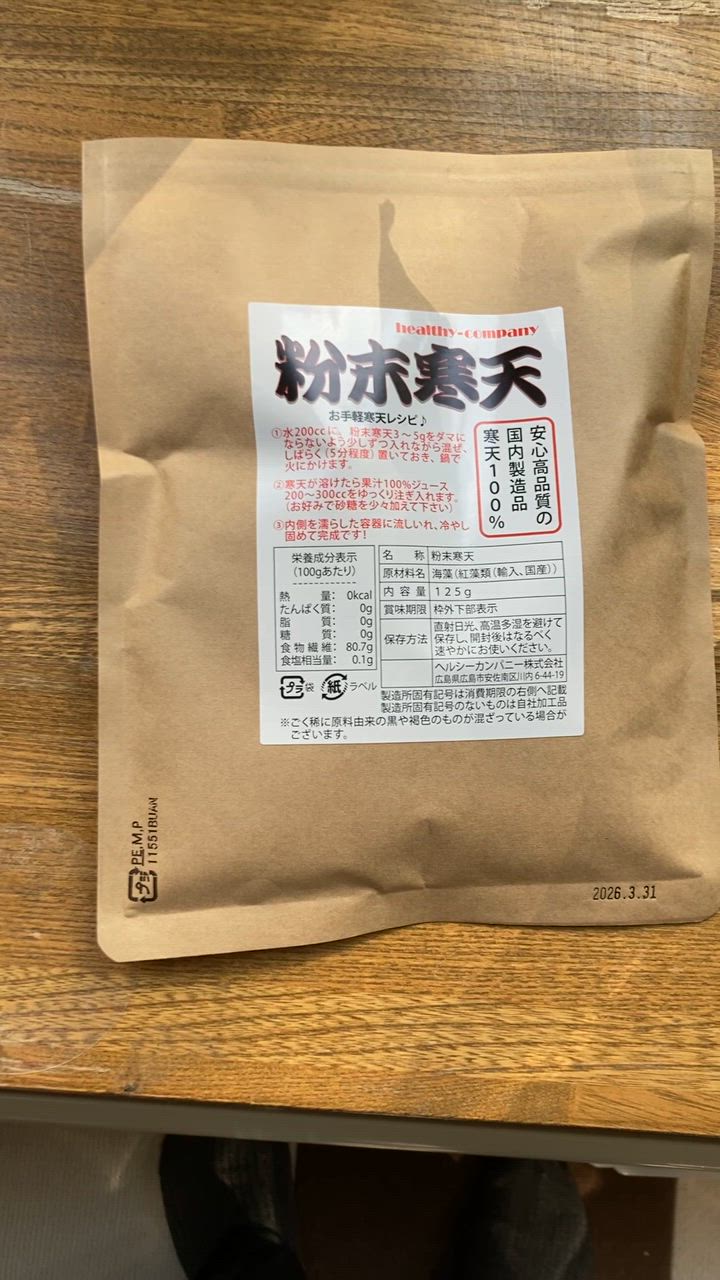 healthy-company
粉末寒天
お手軽寒天レシピ♪
①水200ccに、粉末寒天3～5gをダマに
ならないよう少しずつ入れながら混ぜ、
しばらく(5分程度)置いておき、鍋で
火にかけます。
②寒天が溶けたら果汁100%ジュース
200～300ccをゆっくり注ぎ入れます。
(お好みで砂糖を少々加えて下さい)
③内側を濡らした容器に流しいれ、冷やし
固めて完成です!
安心高品質の
国内製造品
寒天100%
栄養成分表示
(100gあたり)
熱量: 0kcal
たんぱく質: 0g
脂質: 0g
糖質: 0g
食物繊維: 80.7g
食塩相当量: 0.1g
名称 粉末寒天
原材料名 海藻(紅藻類(輸入、国産))
内容量 125g
賞味期限 枠外下部表示
保存方法 直射日光、高温多湿を避けて
保存し、開封後はなるべく
速やかにお使いください。
ヘルシーカンパニー株式会社
広島県広島市安佐南区川内6-44-19
プラ 袋 紙 ラベル
製造所固有記号は消費期限の右側へ記載
製造所固有記号のないものは自社加工品
※ごく稀に原料由来の黒や褐色のものが混ざっている場合が
ございます。
プラ PE,M,P
11551BUAN
2026.3.31